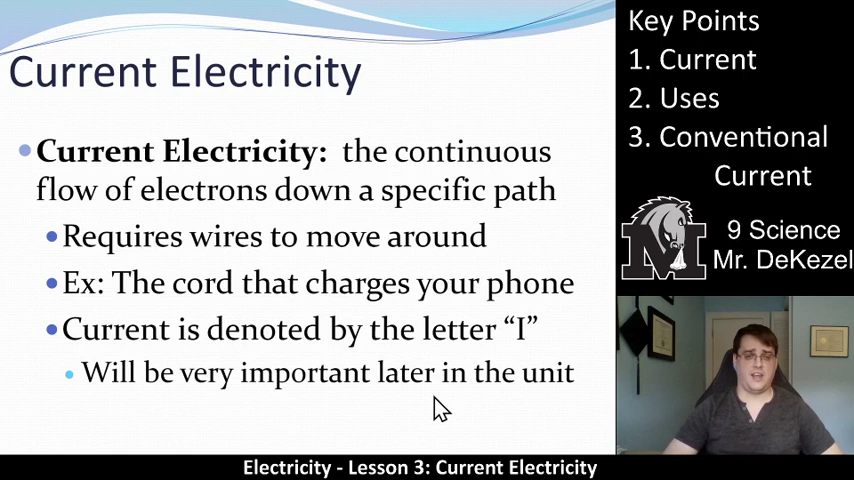 Current Electricity
Current Electricity: the continuous
flow of electrons down a specific path
Requires wires to move around
Ex: The cord that charges your phone
Current is denoted by the letter “I”
Will be very important later in the unit
Key Points
1. Current
2. Uses
3. Conventional
Current
M
9 Science
Mr. DeKezel
Electricity - Lesson 3: Current Electricity